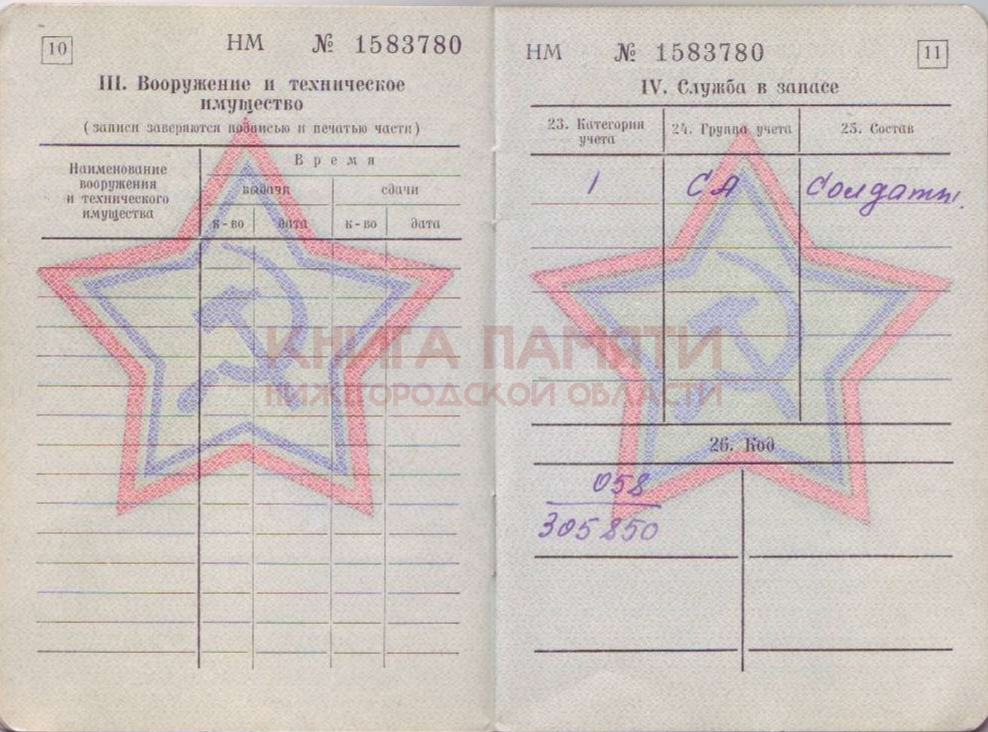 10
НМ № 1583780
III. Вооружение и техническое
имущество
(записи заверяются подписью и печатью части)
Наименование
вооружения
и технического
имущества
Время
выдачи
сдачи
к-во
дата
к-во
дата
НМ № 1583780
11
IV. Служба в запасе
23. Категория
учета
24. Группа учета
25. Состав
1
СА
Солдаты.
26. Код
058
305850
КНИГА ПАМЯТИ
НИЖЕГОРОДСКОЙ ОБЛАСТИ